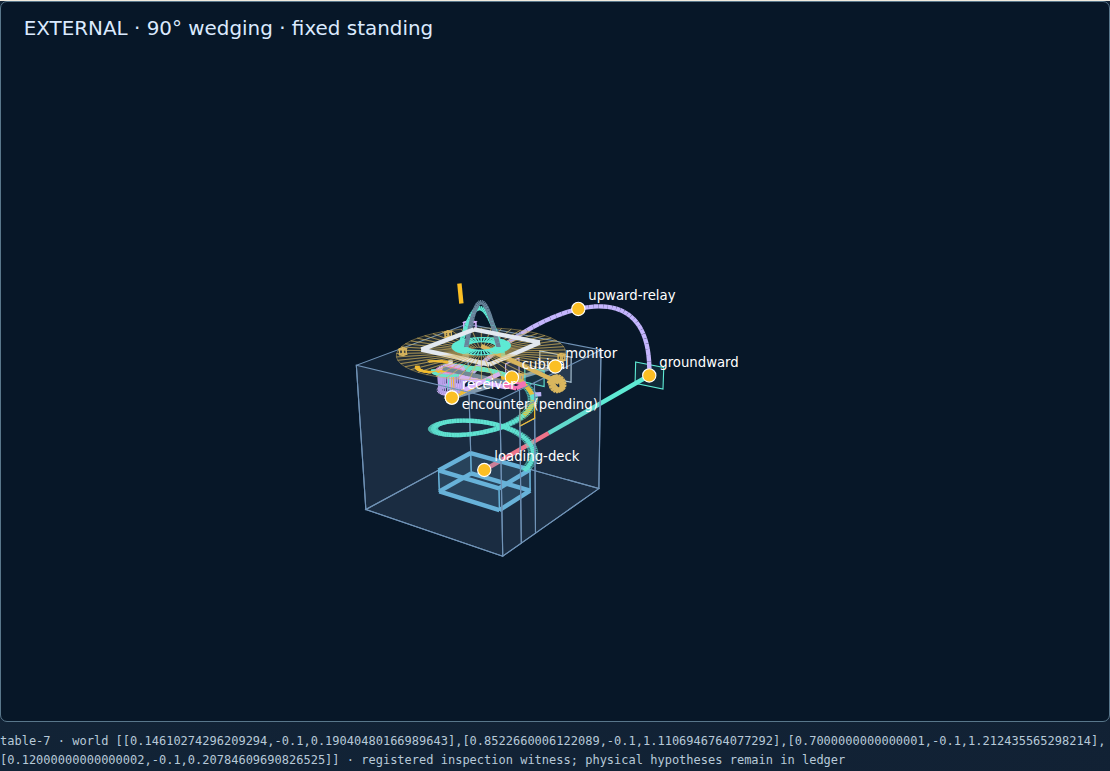 EXTERNAL · 90° wedging · fixed standing
upward-relay
monitor
groundward
receiver
encounter (pending)
loading-deck
table-7 · world [[0.14610274296209294,-0.1,0.19040480166989643],[0.8522660006122089,-0.1,1.1106946764077292],[0.7000000000000001,-0.1,1.212435565298214],
[0.12000000000000002,-0.1,0.20784609690826525]] · registered inspection witness; physical hypotheses remain in ledger